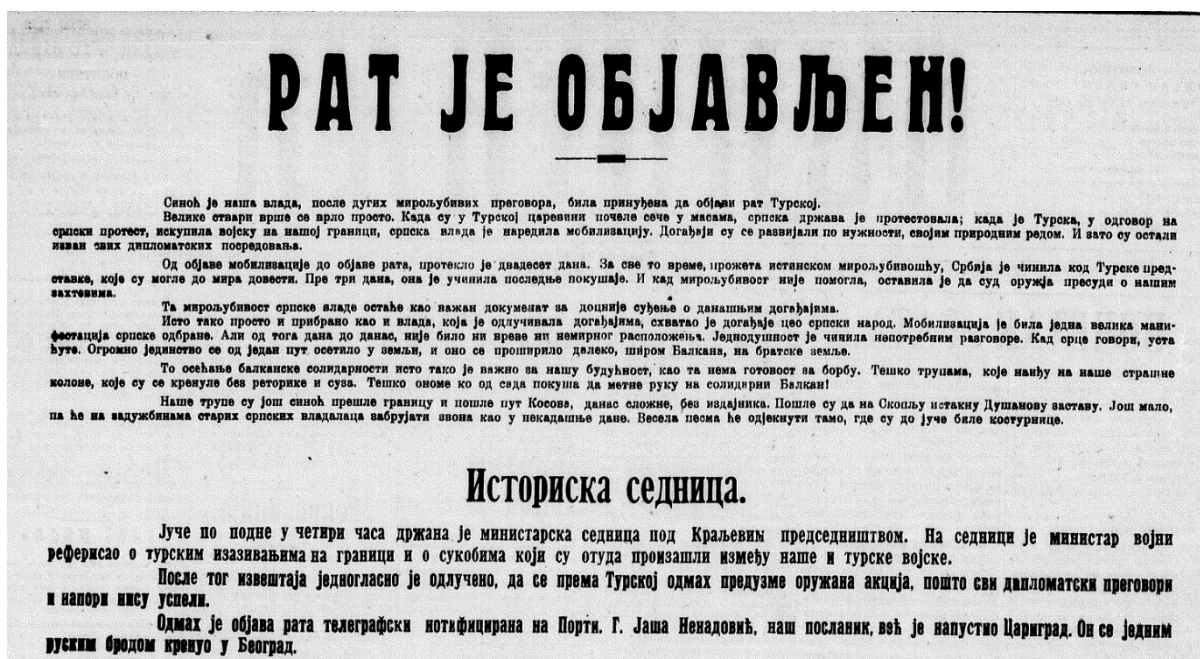 РАТ ЈЕ ОБЈАВЉЕН!
Синоћ је наша влада, после дугих мирољубивих преговора, била принуђена да објави рат Турској.
Велике ствари врше се врло просто. Када су у Турској царевини почеле сече у масама, српска држава је протестовала; када је Турска, у одговор на
српски протест, искупила војску на нашој граници, српска влада је наредила мобилизацију. Догађаји су се развијали по нужности, својим природним редом. И зато су остали
изван свих дипломатских посредовања.
Од објаве мобилизације до објаве рата, протекло је двадесет дана. За све то време, прожета истинском мирољубивошћу, Србија је чинила код Турске пред-
ставке, које су могле до мира довести. Пре три дана, она је учинила последње покушаје. И кад мирољубивост није помогла, оставила је да суд оружја пресуди о нашим
захтевима.
Та мирољубивост српске владе остаће као важан документ за доцније суђење о данашњим догађајима.
Исто тако просто и прибрано као и влада, која је одлучивала догађајима, схватао је догађаје цео српски народ. Мобилизација је била једна велика мани-
фестација српске одбране. Али од тога дана до данас, није било ни вреве ни немирног расположења. Једнодушност је чинила непотребним разговоре. Кад срце говори, уста
ћуте. Огромно јединство се од један пут осетило у земљи, и оно се проширило далеко, широм Балкана, на братске земље.
То осећање балканске солидарности исто тако је важно за нашу будућност, као та нема готовост за борбу. Тешко трупама, које наиђу на наше страшне
колоне, које су се кренуле без реторике и суза. Тешко ономе ко од сада покуша да метне руку на солидарни Балкан!
Наше трупе су још синоћ прешле границу и пошле пут Косова, данас сложне, без издајника. Пошле су да на Скопљу истакну Душанову заставу. Још мало,
па ће на задужбинама старих српских владалаца забрујати звона као у некадашње дане. Весела песма ће одјекнути тамо, где су до јуче биле костурнице.
Историска седница.
Јуче по подне у четири часа држана је министарска седница под Краљевим председништвом. На седници је министар војни
реферисао о турским изазивањима на граници и о сукобима који су отуда произашли између наше и турске војске.
После тог извештаја једногласно је одлучено, да се према Турској одмах предузме оружана акција, пошто сви дипломатски преговори
и напори нису успели.
Одмах је објава рата телеграфски нотифицирана на Порти. Г. Јаша Ненадовић, наш посланик, већ је напустио Цариград. Он се једним
руским бродом кренуо у Београд.